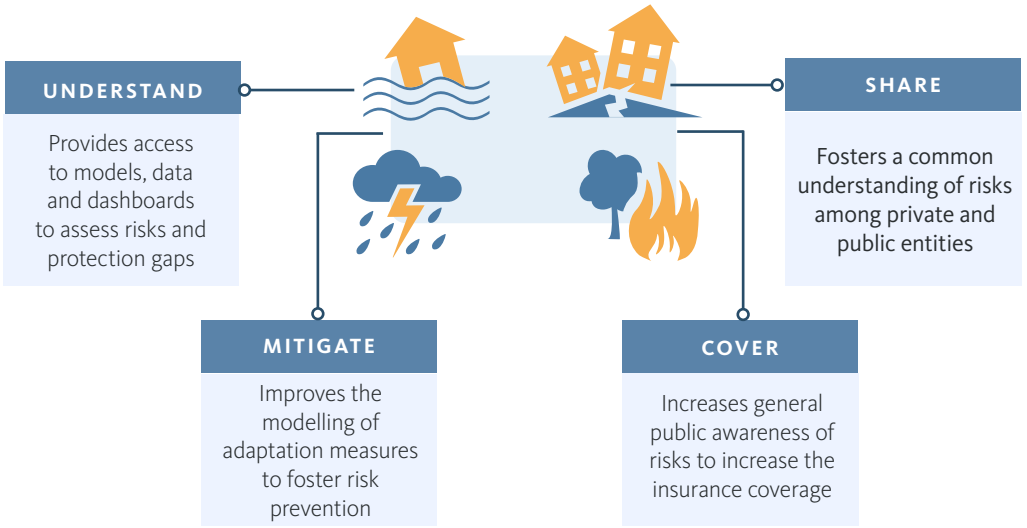 UNDERSTAND
Provides access
to models, data
and dashboards
to assess risks and
protection gaps
MITIGATE
Improves the
modelling of
adaptation measures
to foster risk
prevention
COVER
Increases general
public awareness of
risks to increase the
insurance coverage
SHARE
Fosters a common
understanding of risks
among private and
public entities